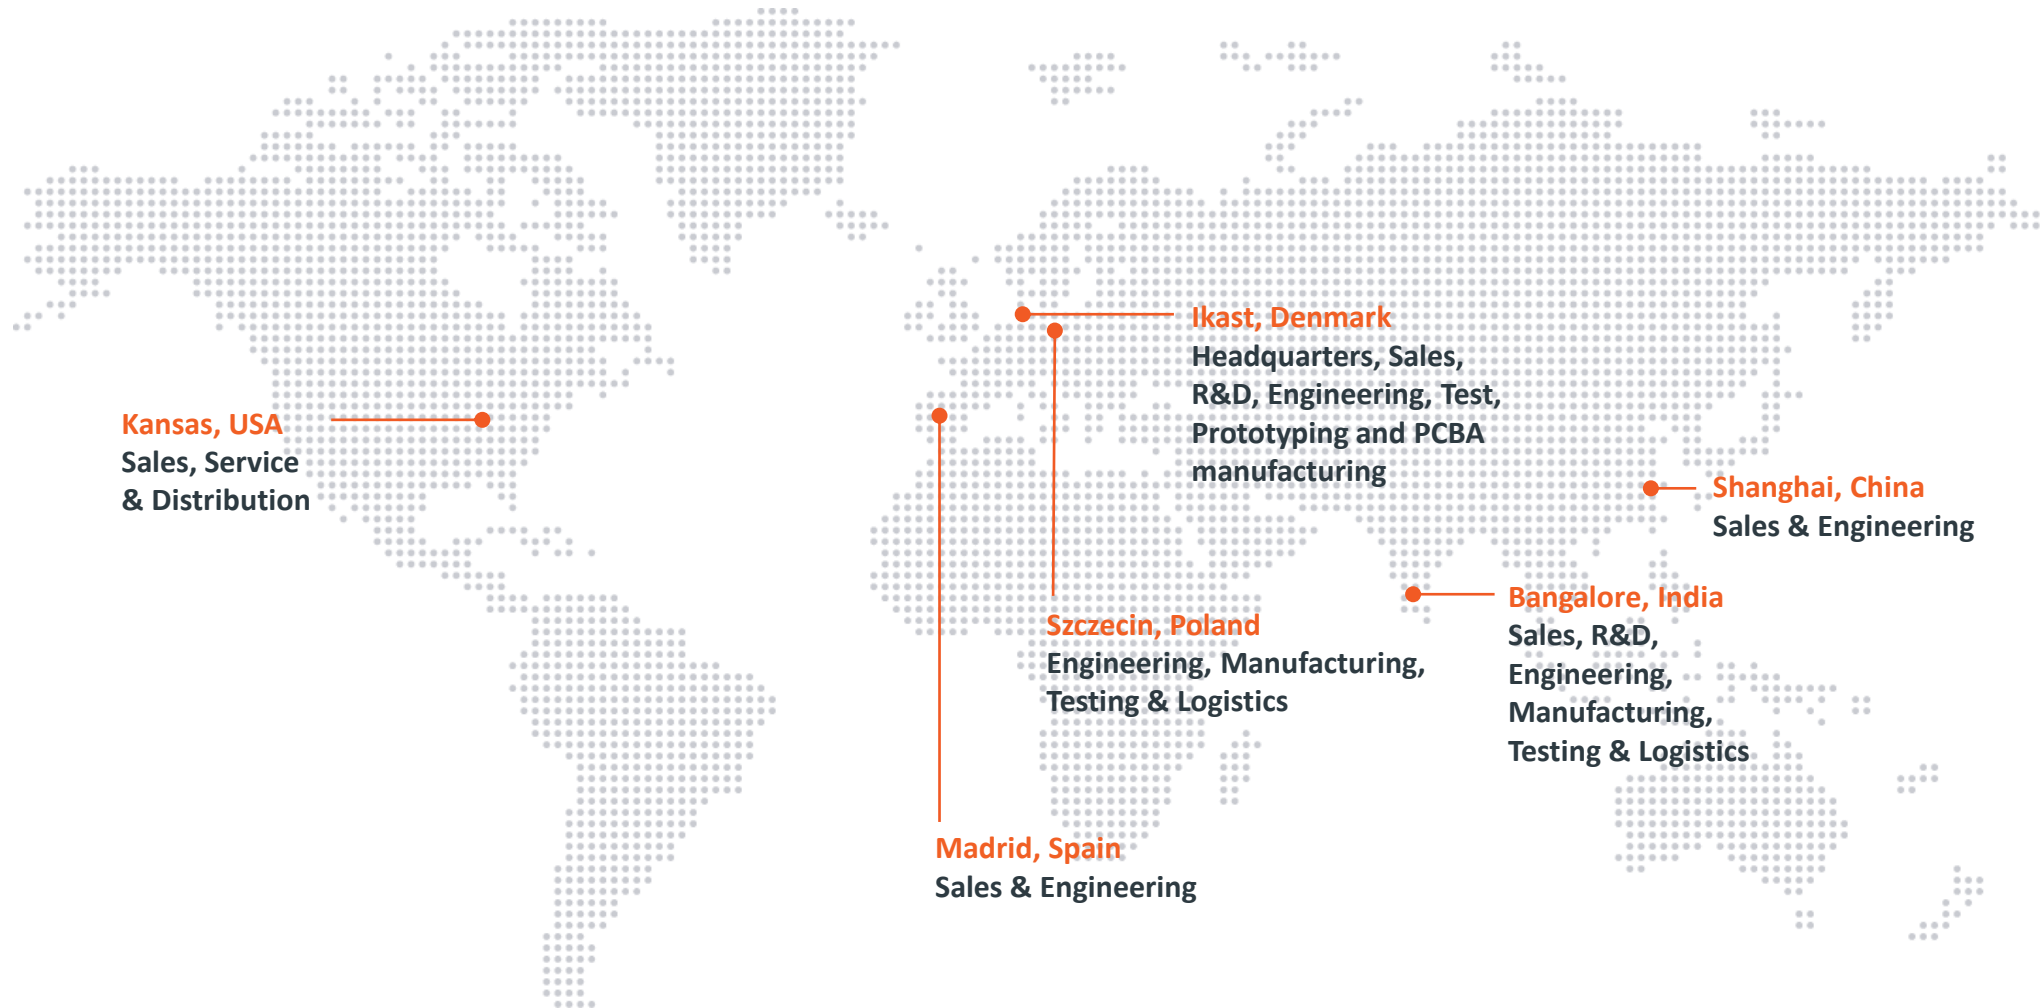 Ikast, Denmark
Headquarters, Sales,
R&D, Engineering, Test,
Prototyping and PCBA
manufacturing
Kansas, USA
Sales, Service
& Distribution
Shanghai, China
Sales & Engineering
Bangalore, India
Sales, R&D,
Engineering,
Manufacturing,
Testing & Logistics
Szczecin, Poland
Engineering, Manufacturing,
Testing & Logistics
Madrid, Spain
Sales & Engineering